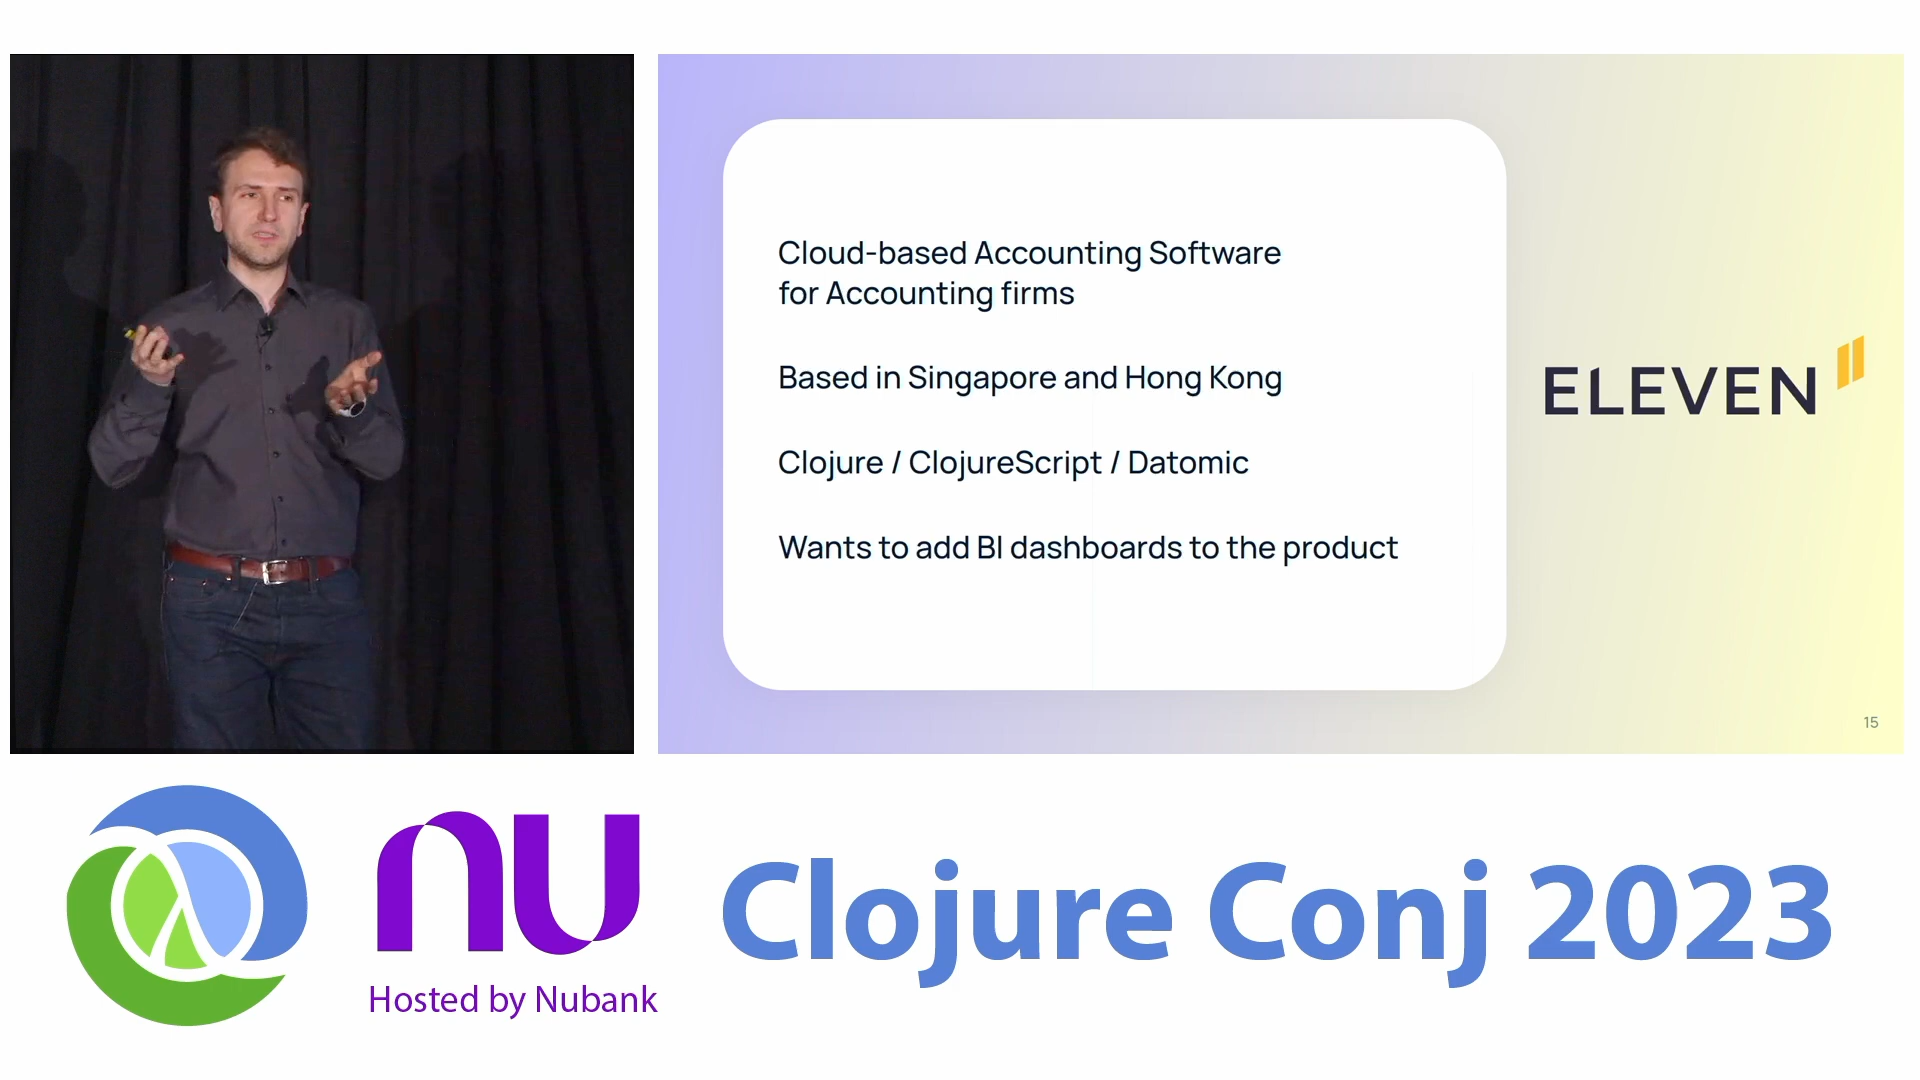 Cloud-based Accounting Software
for Accounting firms
Based in Singapore and Hong Kong
Clojure / ClojureScript / Datomic
Wants to add BI dashboards to the product
ELEVEN
15
nu
Hosted by Nubank
Clojure Conj 2023